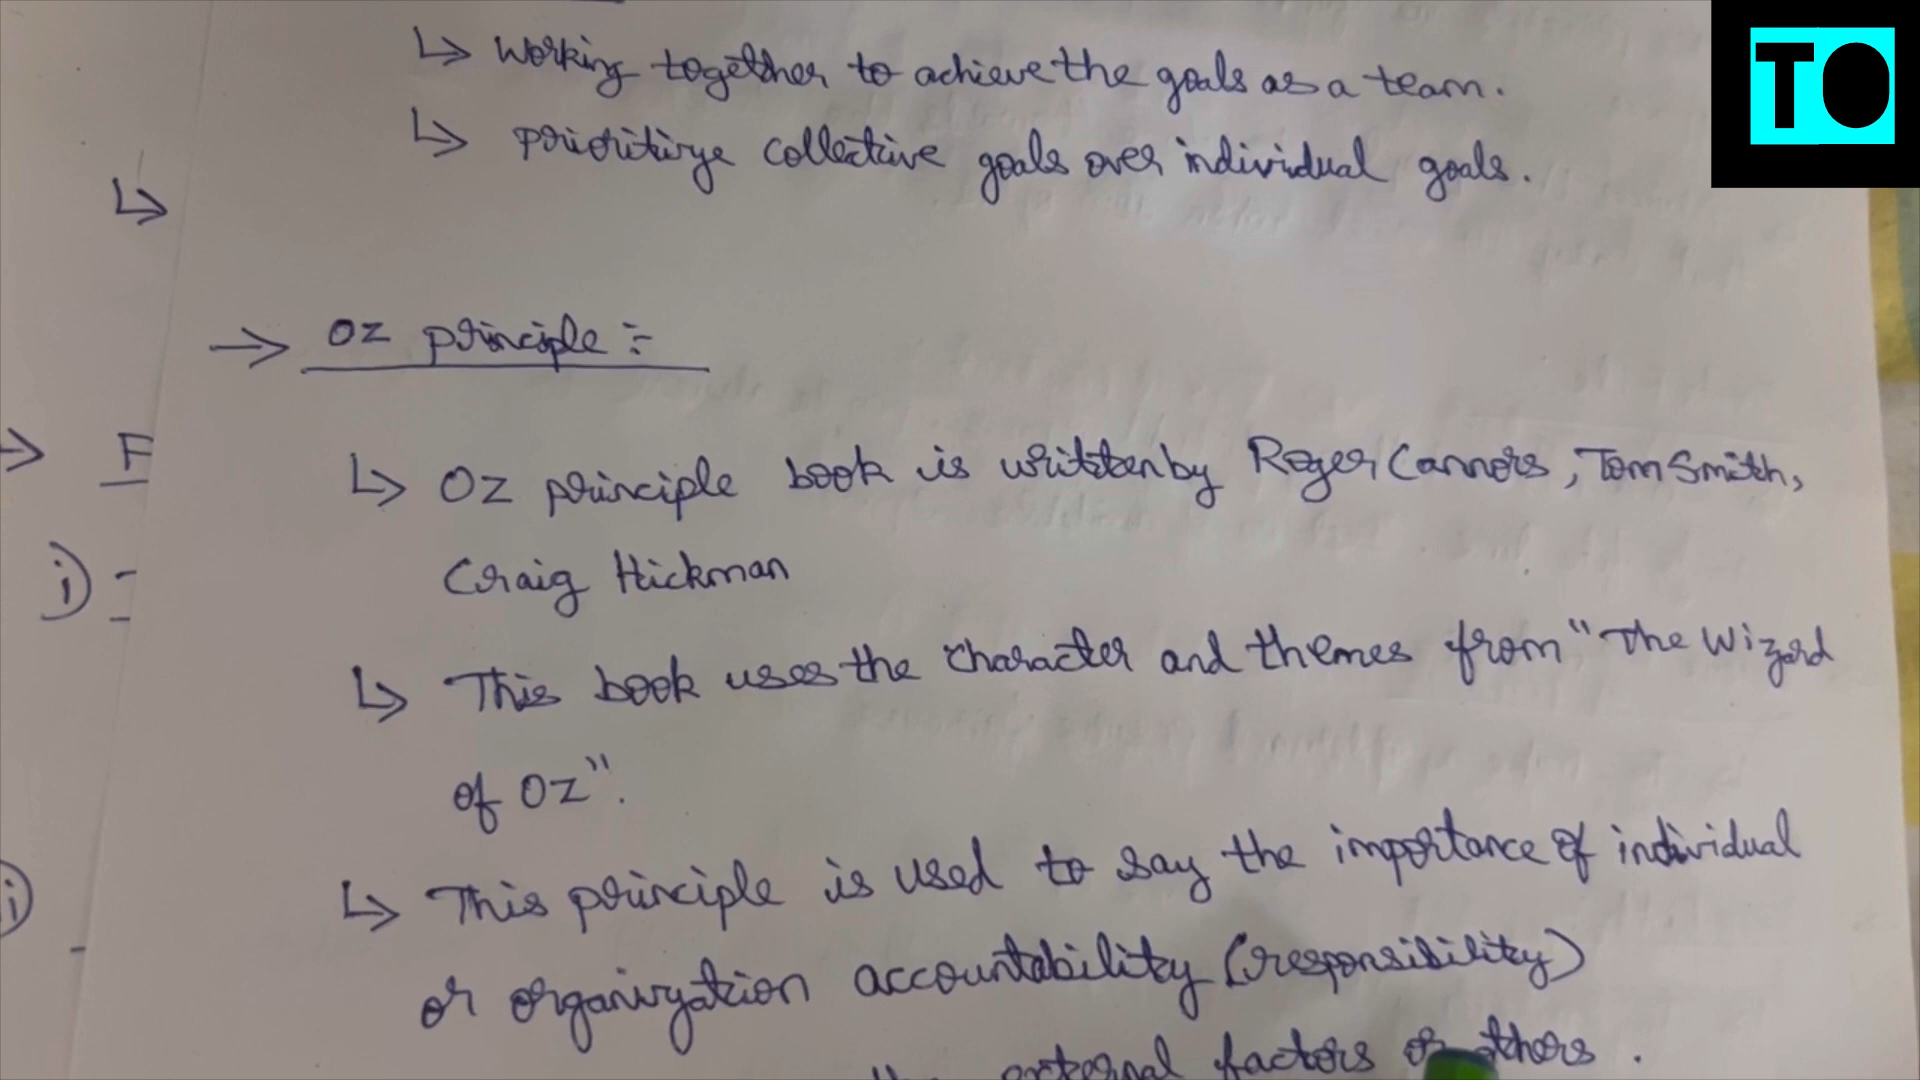 ↳ Working together to achieve the goals as a team.
↳ prioritize collective goals over individual goals.
↳
→ OZ principle :-
→ F
↳ OZ principle book is written by Roger Connors, Tom Smith,
i)
Craig Hickman
↳ This book uses the character and themes from "The Wizard
of OZ".
↳ This principle is used to say the importance of individual
or organization accountability (responsibility)
external factors or others.
TO